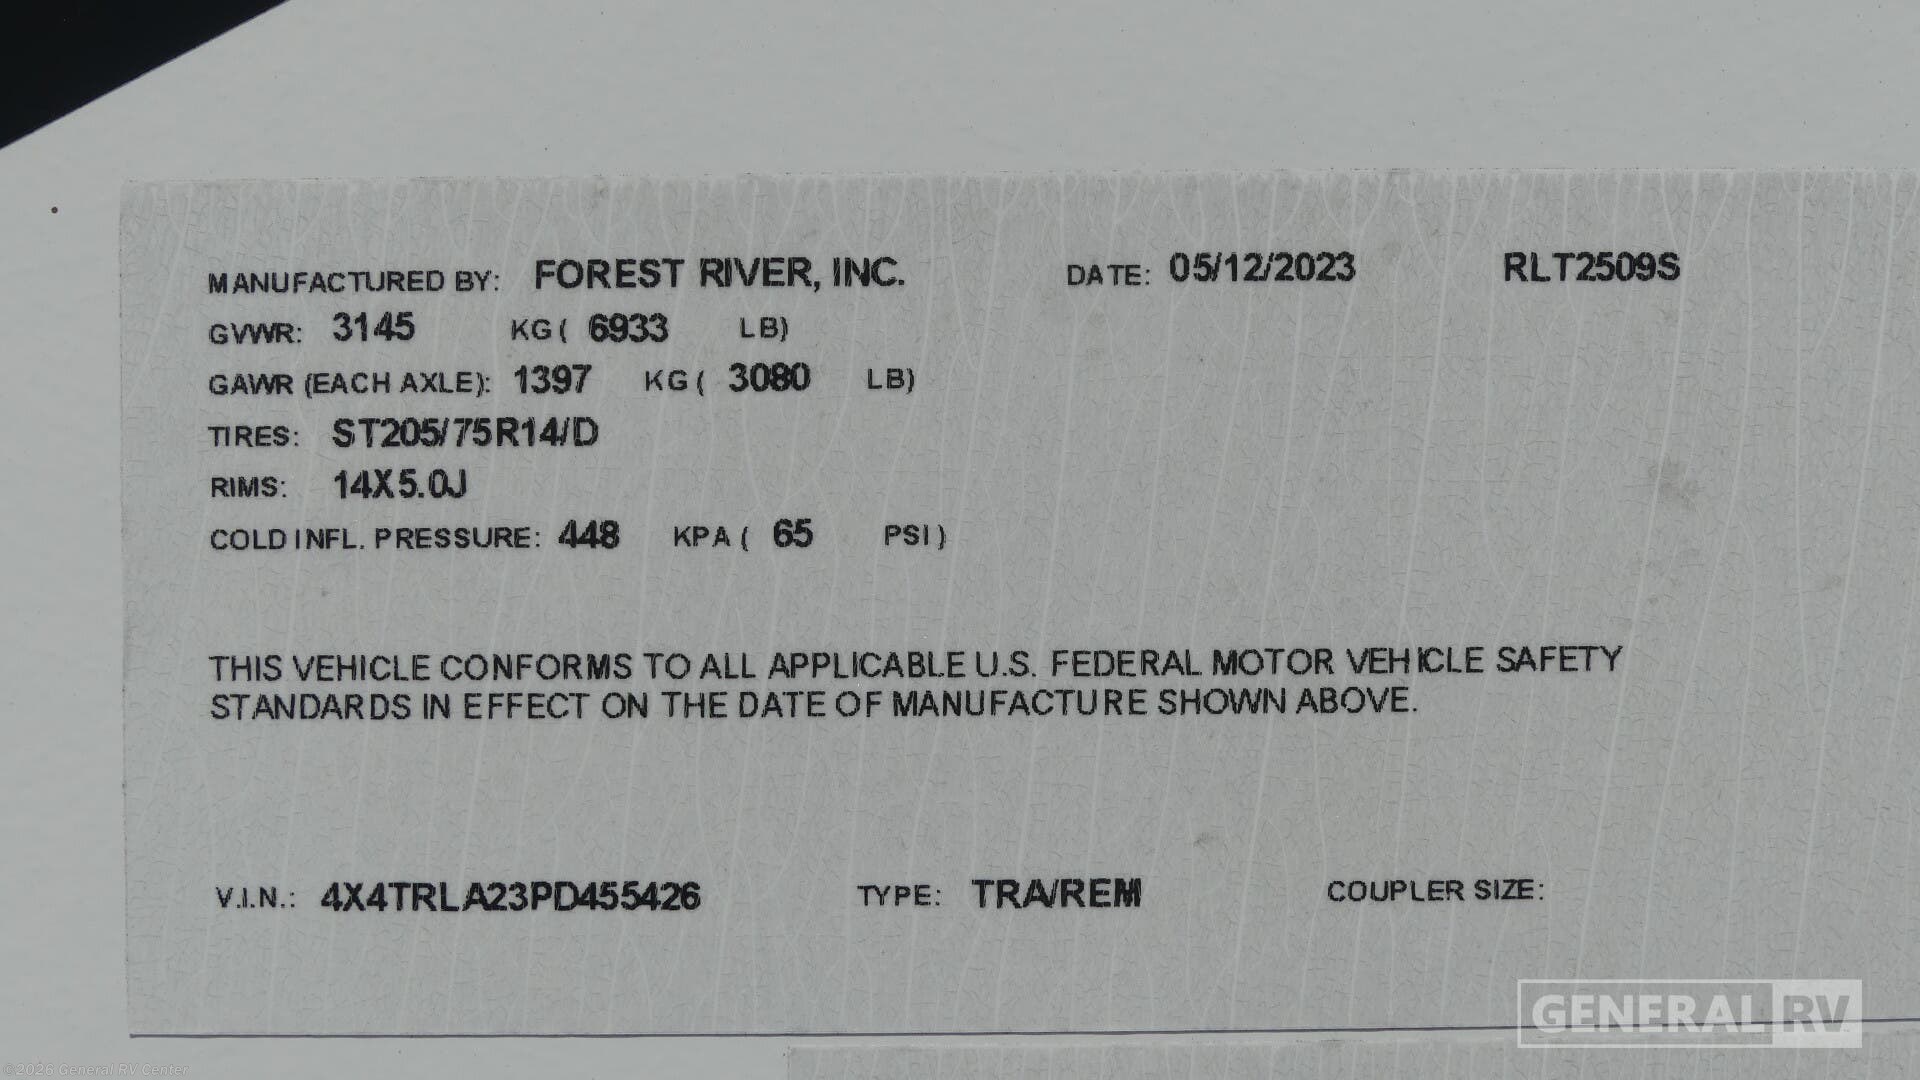 MANUFACTURED BY: FOREST RIVER, INC. DATE: 05/12/2023 RLT2509S
GVWR: 3145 KG ( 6933 LB)
GAWR (EACH AXLE): 1397 KG ( 3080 LB)
TIRES: ST205/75R14/D
RIMS: 14X5.0J
COLD INFL. PRESSURE: 448 KPA ( 65 PSI )
THIS VEHICLE CONFORMS TO ALL APPLICABLE U.S. FEDERAL MOTOR VEHICLE SAFETY
STANDARDS IN EFFECT ON THE DATE OF MANUFACTURE SHOWN ABOVE.
V.I.N.: 4X4TRLA23PD455426 TYPE: TRA/REM COUPLER SIZE:
GENERAL RV
©2026 General RV Center